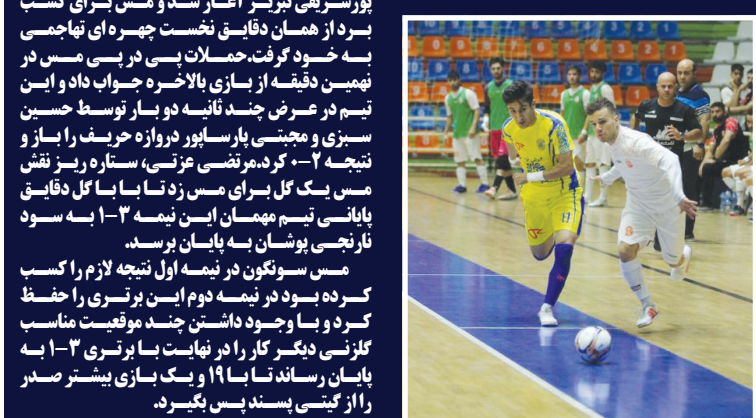 پورشریفی تبریز آغاز شد و مس برای کسب
برد از همان دقایق نخست چهره ای تهاجمی
به خود گرفت.حملات پی در پی مس در
نهمین دقیقه از بازی بالاخره جواب داد و این
تیم در عرض چند ثانیه دو بار توسط حسین
سبزی و مجتبی پارساپور دروازه حریف را باز و
نتیجه ۲-۰ کرد.مرتضی عزتی، ستاره ریز نقش
مس یک گل برای مس زد تا با با گل دقایق
پایانی تیم مهمان این نیمه ۳-۱ به سود
نارنجی پوشان به پایان برسد.
مس سونگون در نیمه اول نتیجه لازم را کسب
کرده بود در نیمه دوم این برتری را حفظ
کرد و با وجود داشتن چند موقعیت مناسب
گلزنی دیگر کار را در نهایت با برتری ۳-۱ به
پایان رساند تا با ۱۹ و یک بازی بیشتر صدر
را از گیتی پسند پس بگیرد.